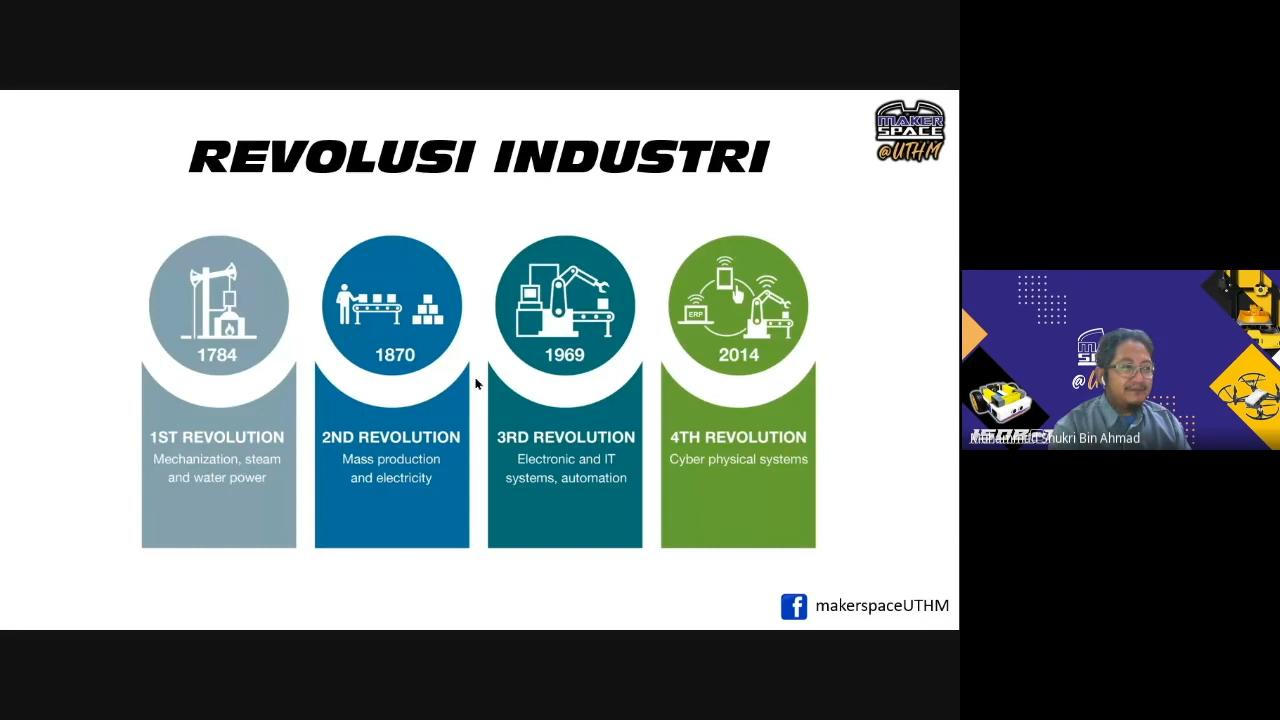 REVOLUSI INDUSTRI
MAKER
SPACE
@UTHM
1784
1ST REVOLUTION
Mechanization, steam
and water power
1870
2ND REVOLUTION
Mass production
and electricity
1969
3RD REVOLUTION
Electronic and IT
systems, automation
ERP
2014
4TH REVOLUTION
Cyber physical systems
f makerspaceUTHM
Muhammad Shukri Bin Ahmad